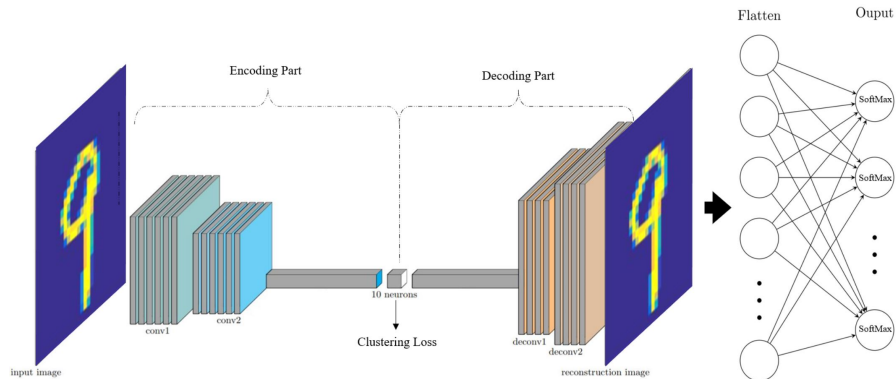 Flatten
Ouput
Encoding Part
Decoding Part
SoftMax
SoftMax
10 neurons
conv2
conv1
Clustering Loss
deconv1
deconv2
SoftMax
input image
reconstruction image